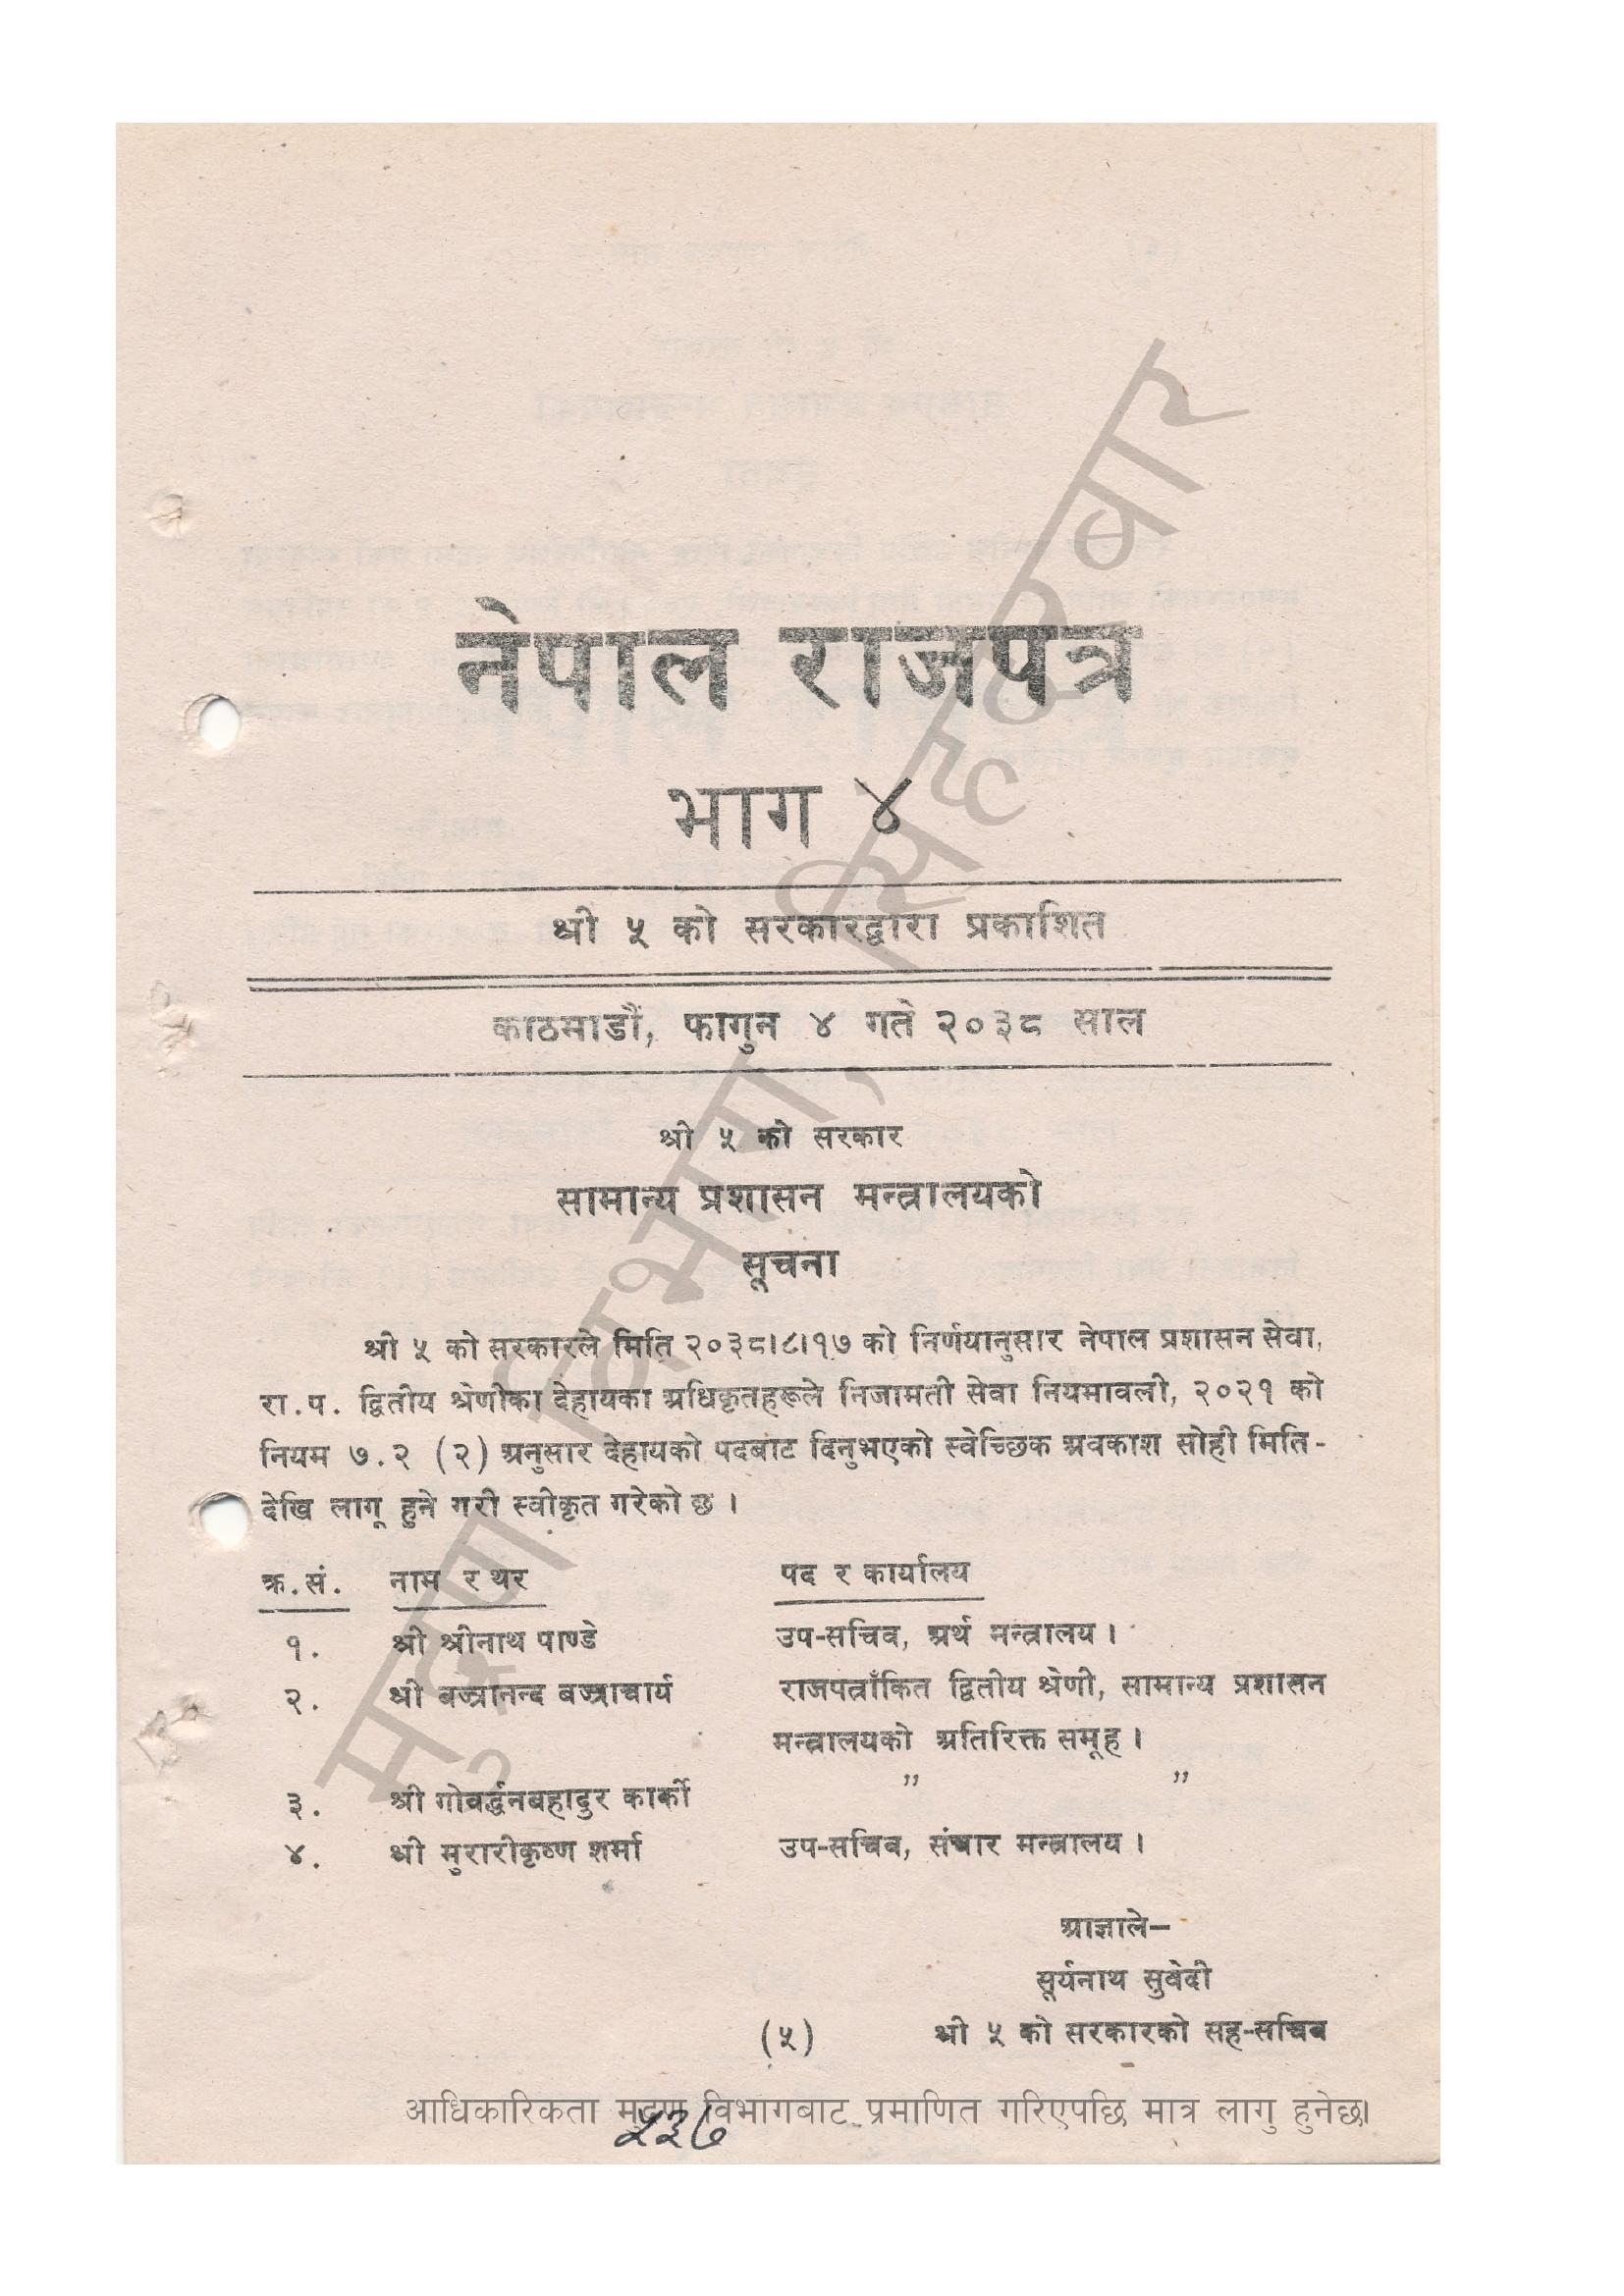 नेपाल राजपत्र
भाग ४
श्री ५ को सरकारद्वारा प्रकाशित
काठमाडौं, फागुन ४ गते २०३८ साल
श्री ५ को सरकार
सामान्य प्रशासन मन्त्रालयको
सूचना
श्री ५ को सरकारले मिति २०३८।८।१७ को निर्णयानुसार नेपाल प्रशासन सेवा,
रा.प. द्वितीय श्रेणीका देहायका अधिकृतहरूले निजामती सेवा नियमावली, २०२१ को
नियम ७.२ (२) अनुसार देहायको पदबाट दिनुभएको स्वेच्छिक अवकाश सोही मिति-
देखि लागू हुने गरी स्वीकृत गरेको छ ।
क्र.सं. नाम र थर पद र कार्यालय
१. श्री श्रीनाथ पाण्डे उप-सचिव, अर्थ मन्त्रालय ।
२. श्री बज्रानन्द बज्राचार्य राजपत्राँकित द्वितीय श्रेणी, सामान्य प्रशासन
मन्त्रालयको अतिरिक्त समूह ।
३. श्री गोवर्द्धनबहादुर कार्की ” ”
४. श्री मुरारीकृष्ण शर्मा उप-सचिव, संचार मन्त्रालय ।
आज्ञाले–
सूर्यनाथ सुवेदी
(५) श्री ५ को सरकारको सह-सचिव
आधिकारिकता मुद्रण विभागबाट प्रमाणित गरिएपछि मात्र लागु हुनेछ।
५३७
मुद्रण विभाग, सिंहदरबार